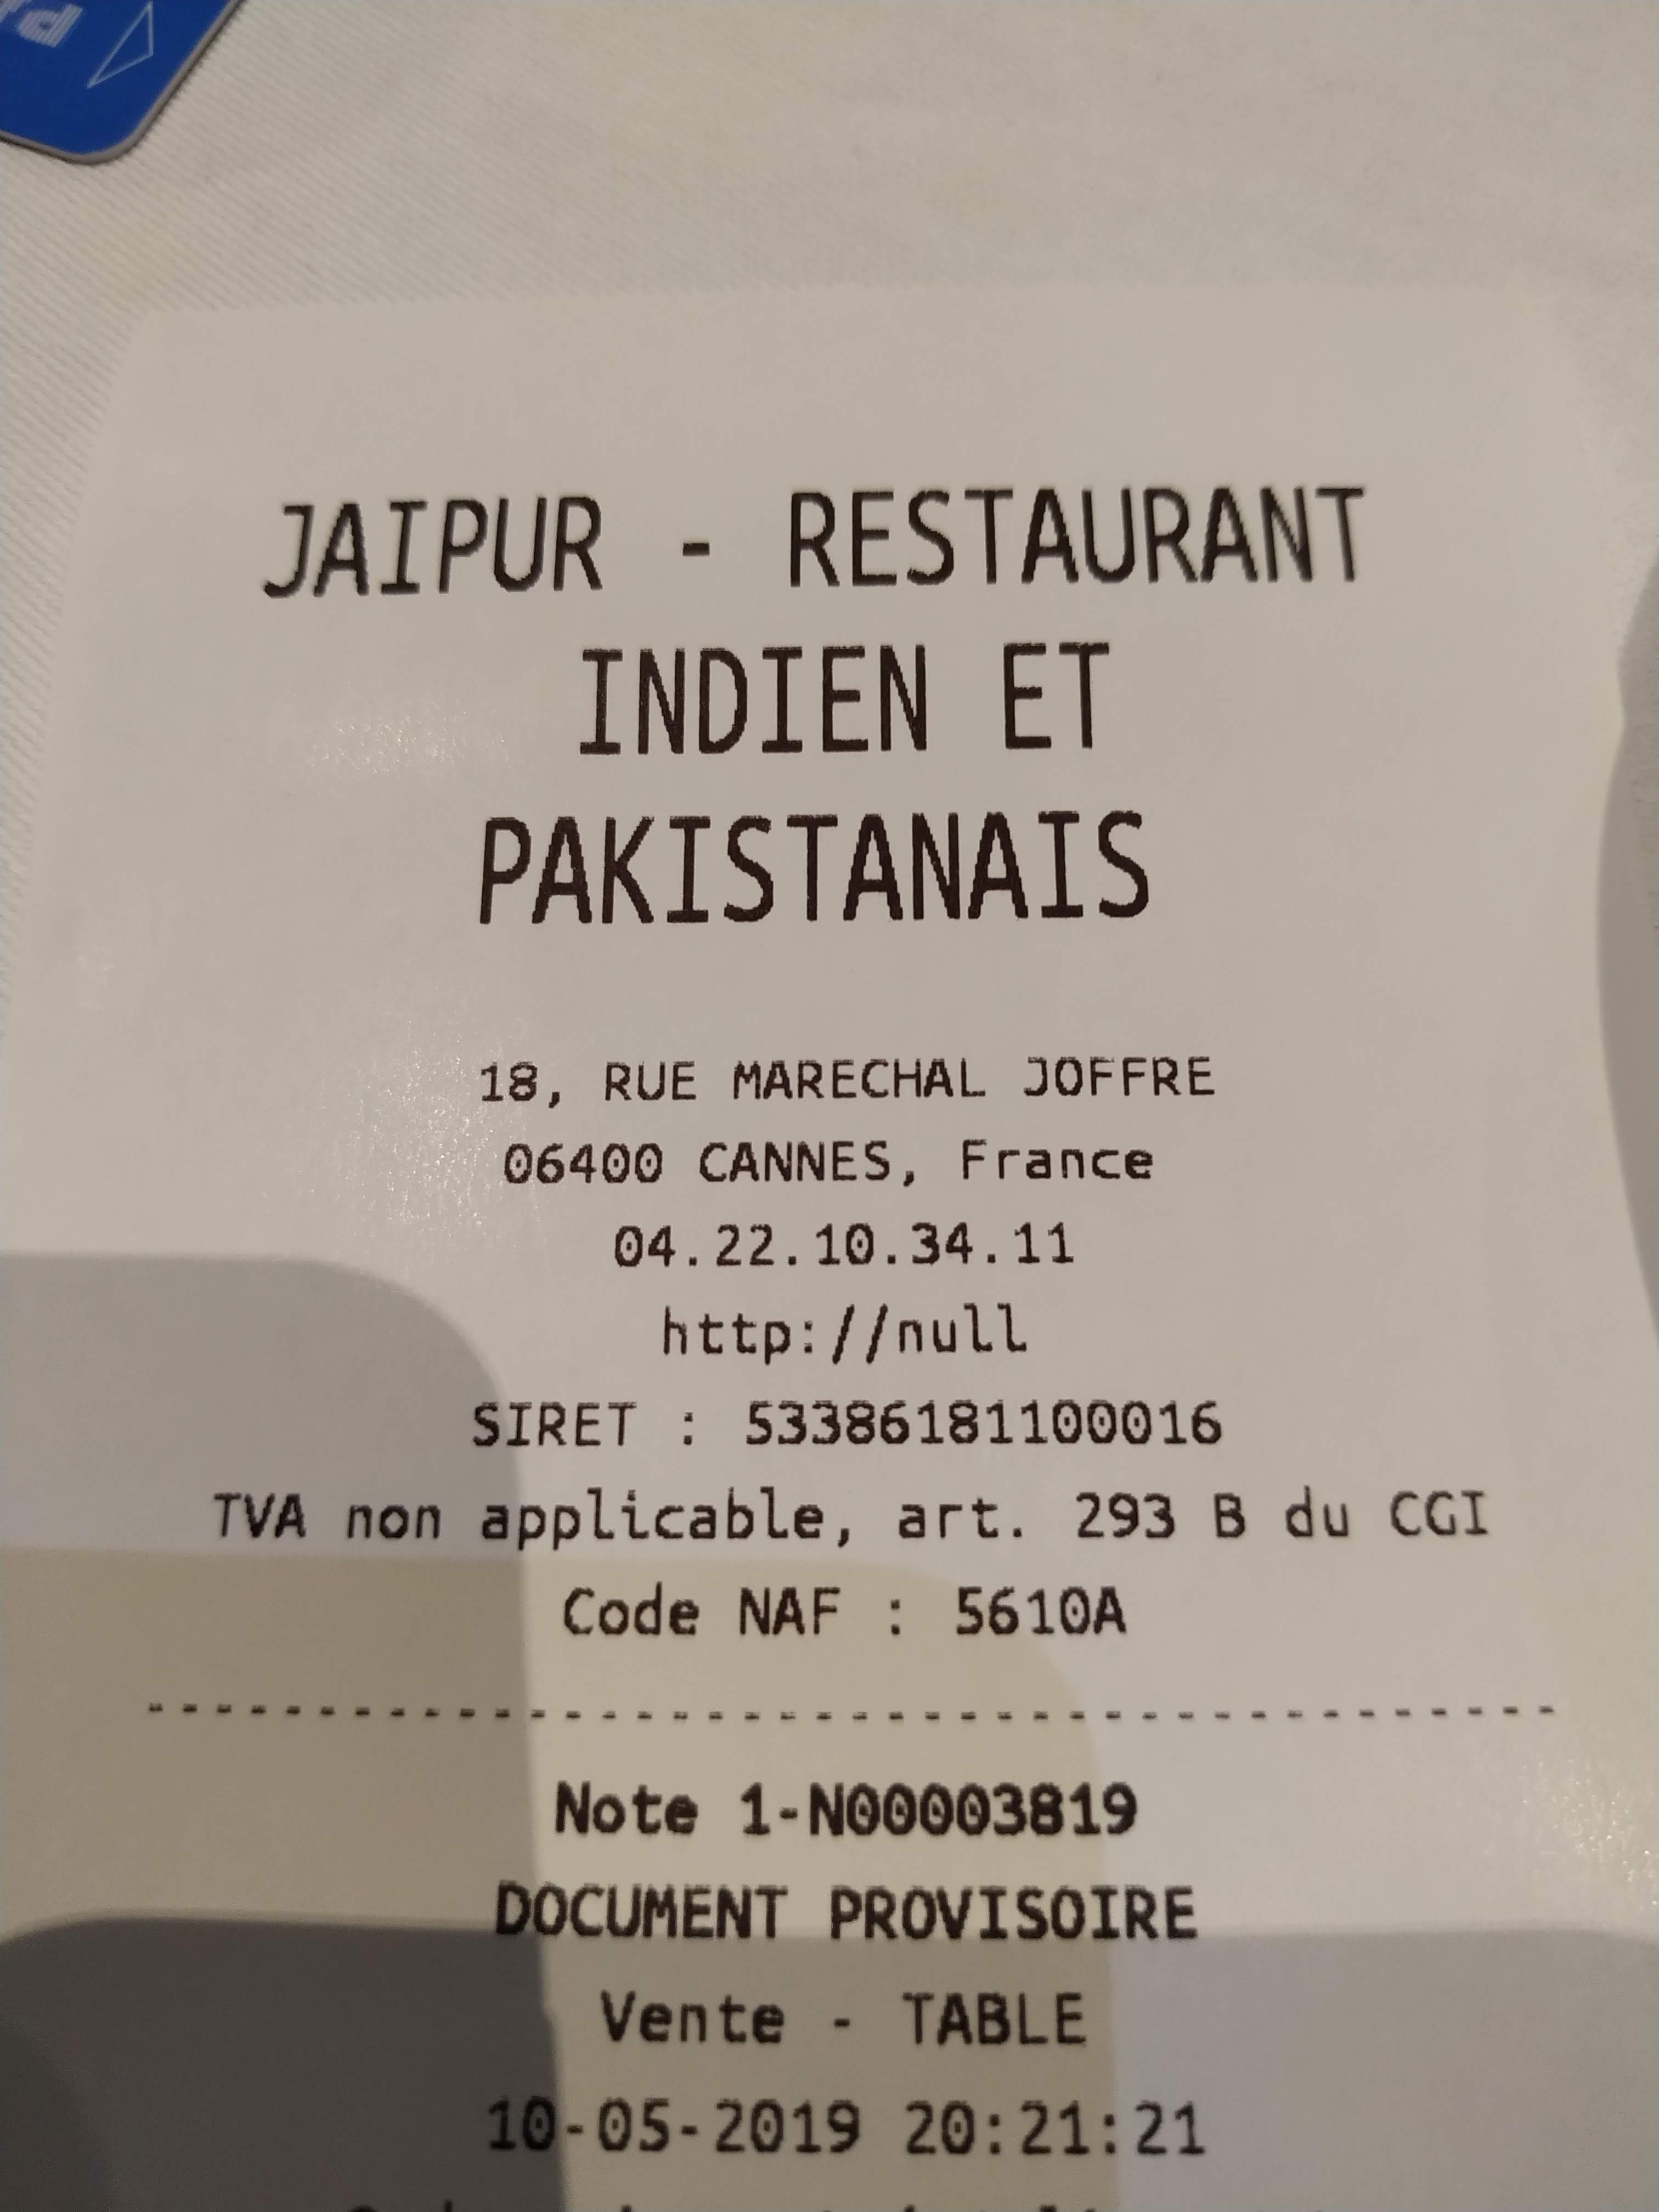 JAIPUR - RESTAURANT
INDIEN ET
PAKISTANAIS
18, RUE MARECHAL JOFFRE
06400 CANNES, France
04.22.10.34.11
http://null
SIRET : 53386181100016
TVA non applicable, art. 293 B du CGI
Code NAF : 5610A
------------------------------------------
Note 1-N00003819
DOCUMENT PROVISOIRE
Vente - TABLE
10-05-2019 20:21:21